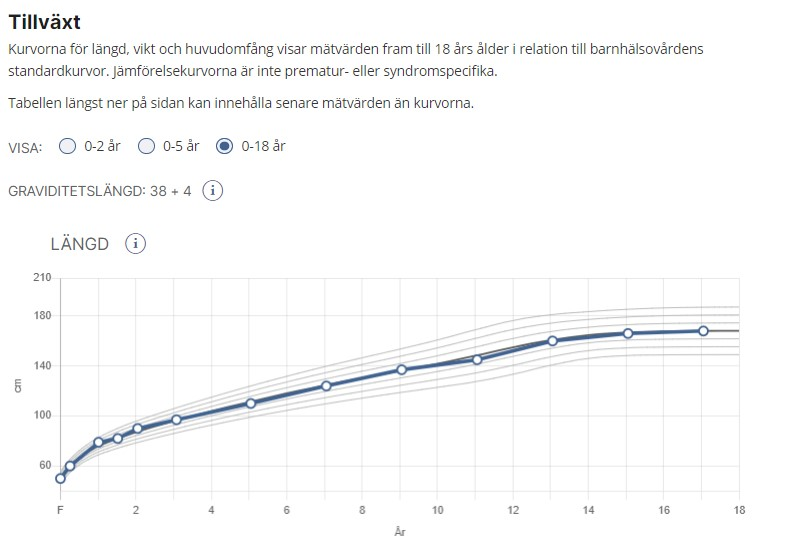 Tillväxt
Kurvorna för längd, vikt och huvudomfång visar mätvärden fram till 18 års ålder i relation till barnhälsovårdens
standardkurvor. Jämförelsekurvorna är inte prematur- eller syndromspecifika.
Tabellen längst ner på sidan kan innehålla senare mätvärden än kurvorna.
VISA: 0-2 år 0-5 år 0-18 år
GRAVIDITETSLÄNGD: 38 + 4 i
LÄNGD i
210
180
140
cm
100
60
F 2 4 6 8 10 12 14 16 18
År